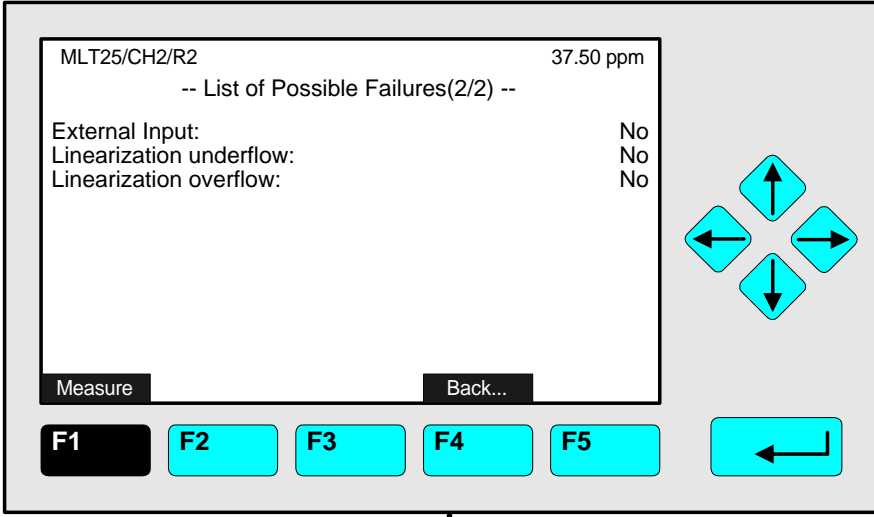 MLT25/CH2/R2 37.50 ppm
-- List of Possible Failures(2/2) --
External Input: No
Linearization underflow: No
Linearization overflow: No
Measure Back...
F1 F2 F3 F4 F5